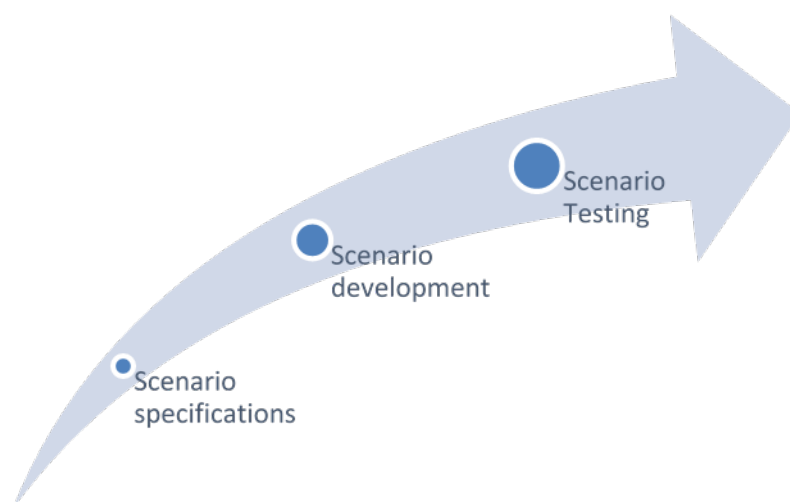 Scenario
Testing
Scenario
development
Scenario
specifications